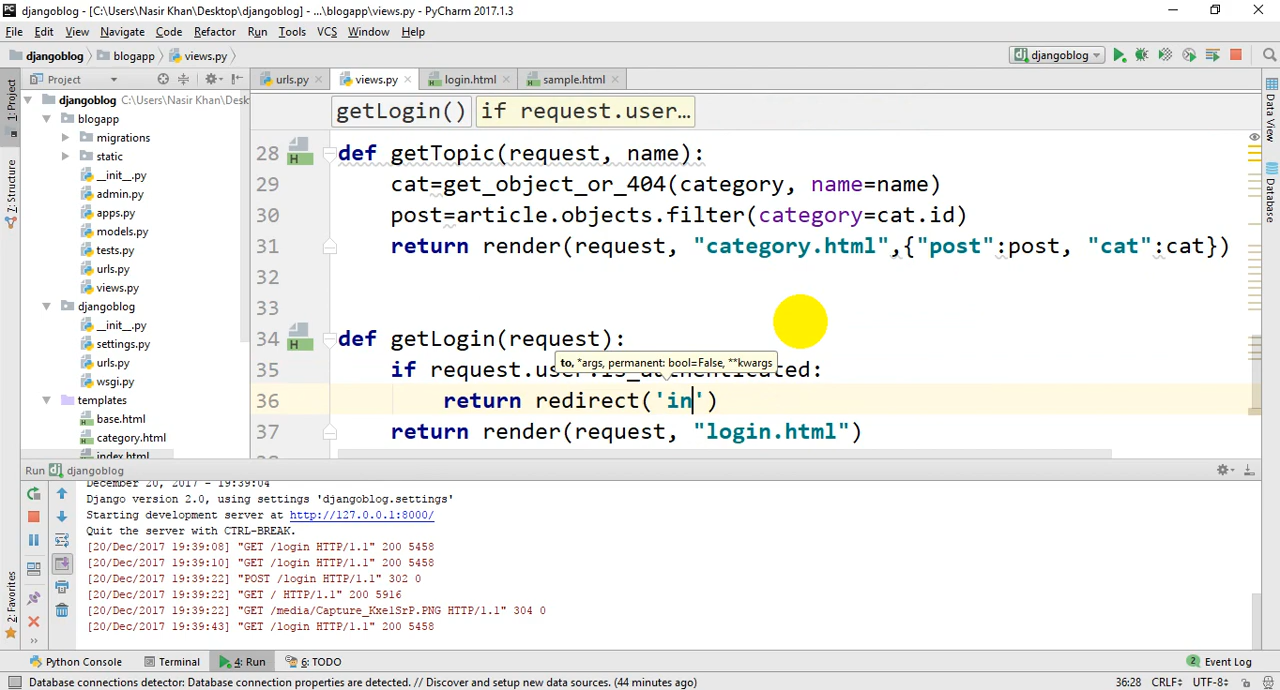 djangoblog - [C:\Users\Nasir Khan\Desktop\djangoblog] - ...\blogapp\views.py - PyCharm 2017.1.3
File Edit View Navigate Code Refactor Run Tools VCS Window Help
djangoblog blogapp views.py djangoblog
1: Project
7: Structure
2: Favorites
Data View
Database
Project
djangoblog C:\Users\Nasir Khan\Desk
blogapp
migrations
static
__init__.py
admin.py
apps.py
models.py
tests.py
urls.py
views.py
djangoblog
__init__.py
settings.py
urls.py
wsgi.py
templates
base.html
category.html
index.html
urls.py views.py login.html sample.html
getLogin() if request.user...
28 def getTopic(request, name):
29 cat=get_object_or_404(category, name=name)
30 post=article.objects.filter(category=cat.id)
31 return render(request, "category.html",{"post":post, "cat":cat})
32
33
34 def getLogin(request):
to, *args, permanent: bool=False, **kwargs
35 if request.user.is_authenticated:
36 return redirect('in')
37 return render(request, "login.html")
Run djangoblog
December 20, 2017 - 19:39:04
Django version 2.0, using settings 'djangoblog.settings'
Starting development server at http://127.0.0.1:8000/
Quit the server with CTRL-BREAK.
[20/Dec/2017 19:39:08] "GET /login HTTP/1.1" 200 5458
[20/Dec/2017 19:39:10] "GET /login HTTP/1.1" 200 5458
[20/Dec/2017 19:39:22] "POST /login HTTP/1.1" 302 0
[20/Dec/2017 19:39:22] "GET / HTTP/1.1" 200 5916
[20/Dec/2017 19:39:22] "GET /media/Capture_KxelSrP.PNG HTTP/1.1" 304 0
[20/Dec/2017 19:39:43] "GET /login HTTP/1.1" 200 5458
Python Console Terminal 4: Run 6: TODO 2 Event Log
Database connections detector: Database connection properties are detected. // Discover and setup new data sources. (44 minutes ago) 36:28 CRLF UTF-8